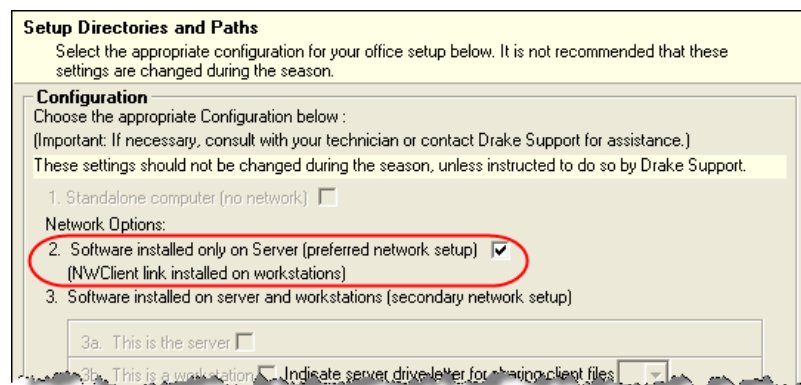 Setup Directories and Paths
Select the appropriate configuration for your office setup below. It is not recommended that these
settings are changed during the season.
Configuration
Choose the appropriate Configuration below :
(Important: If necessary, consult with your technician or contact Drake Support for assistance.)
These settings should not be changed during the season, unless instructed to do so by Drake Support.
1. Standalone computer (no network)
Network Options:
2. Software installed only on Server (preferred network setup)
(NWClient link installed on workstations)
3. Software installed on server and workstations (secondary network setup)
3a. This is the server
3b. This is a workstation Indicate server drive letter for sharing client files